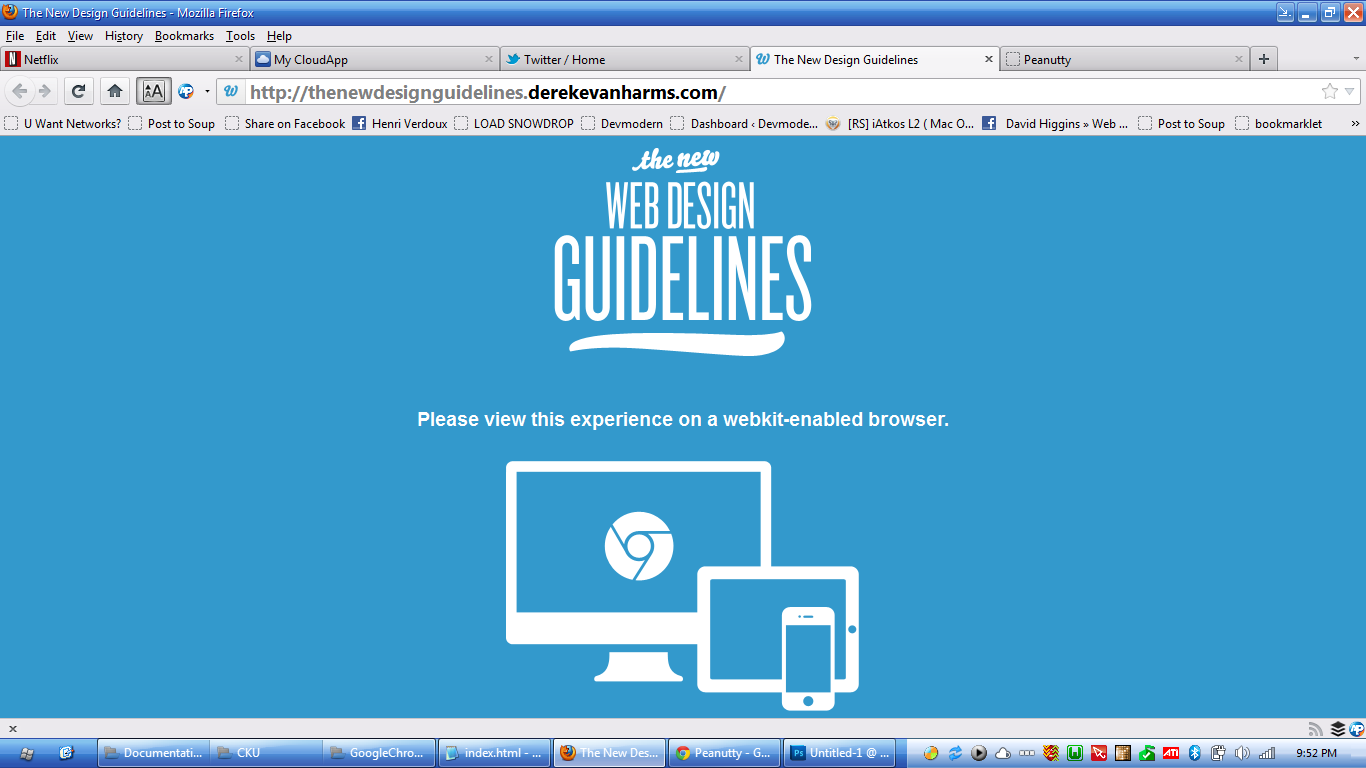 The New Design Guidelines - Mozilla Firefox
File Edit View History Bookmarks Tools Help
Netflix My CloudApp Twitter / Home The New Design Guidelines Peanutty
http://thenewdesignguidelines.derekevanharms.com/
U Want Networks? Post to Soup Share on Facebook Henri Verdoux LOAD SNOWDROP Devmodern Dashboard ‹ Devmode... [RS] iAtkos L2 ( Mac O... David Higgins » Web ... Post to Soup bookmarklet »
the new
WEB DESIGN
GUIDELINES
Please view this experience on a webkit-enabled browser.
Documentati... CKU GoogleChro... index.html - ... The New Des... Peanutty - G... Untitled-1 @ ... ATI 9:52 PM